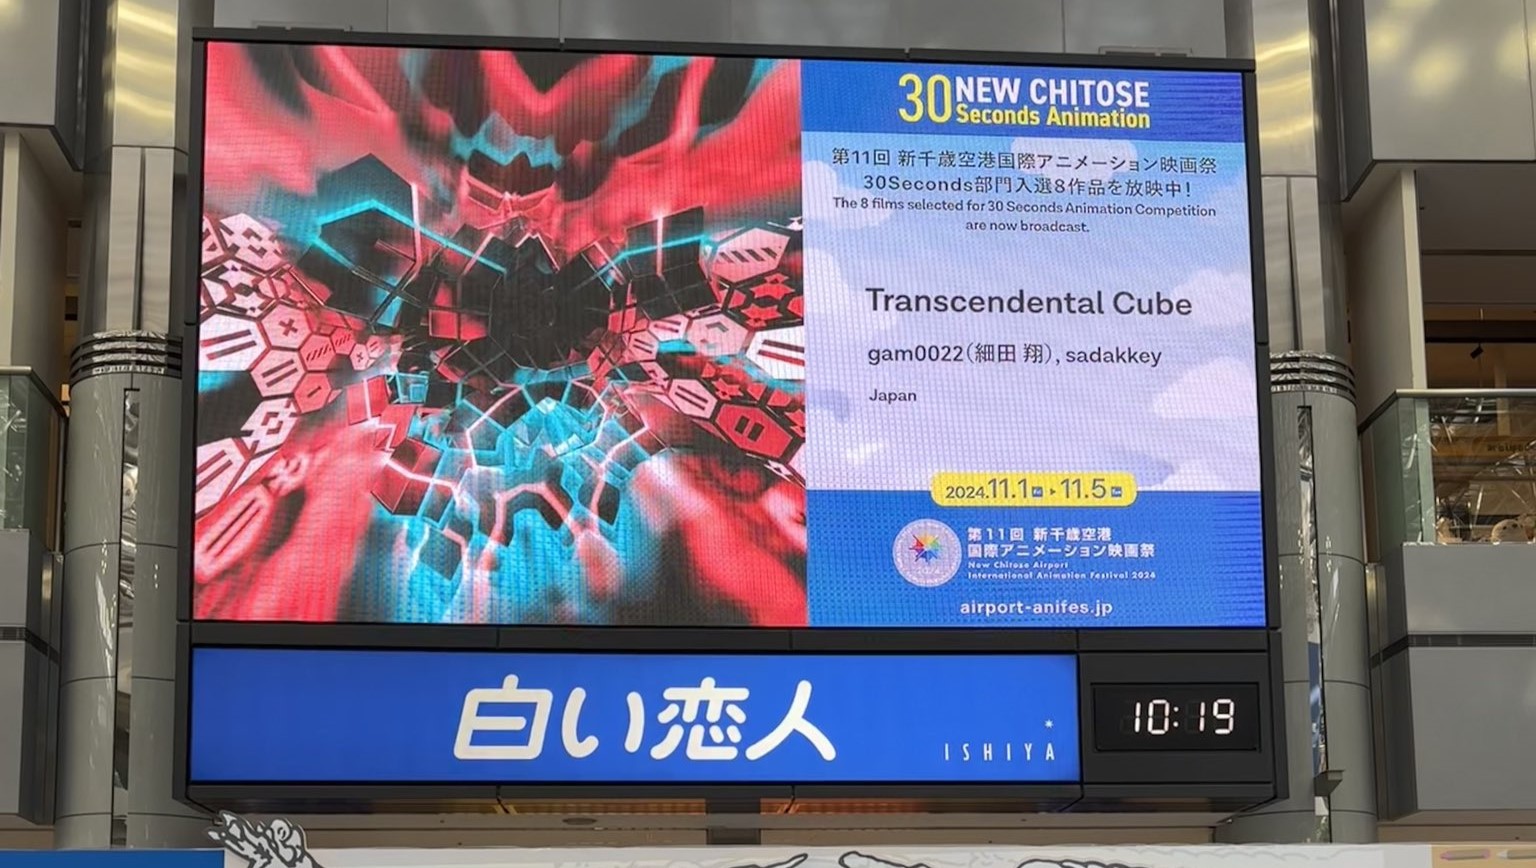 30 NEW CHITOSE
Seconds Animation
第11回 新千歳空港国際アニメーション映画祭
30Seconds部門入選8作品を放映中!
The 8 films selected for 30 Seconds Animation Competition
are now broadcast.
Transcendental Cube
gam0022(細田 翔), sadakkey
Japan
2024.11.1 ▸ 11.5
第11回 新千歳空港
国際アニメーション映画祭
New Chitose Airport
International Animation Festival 2024
airport-anifes.jp
白い恋人
ISHIYA
10:19